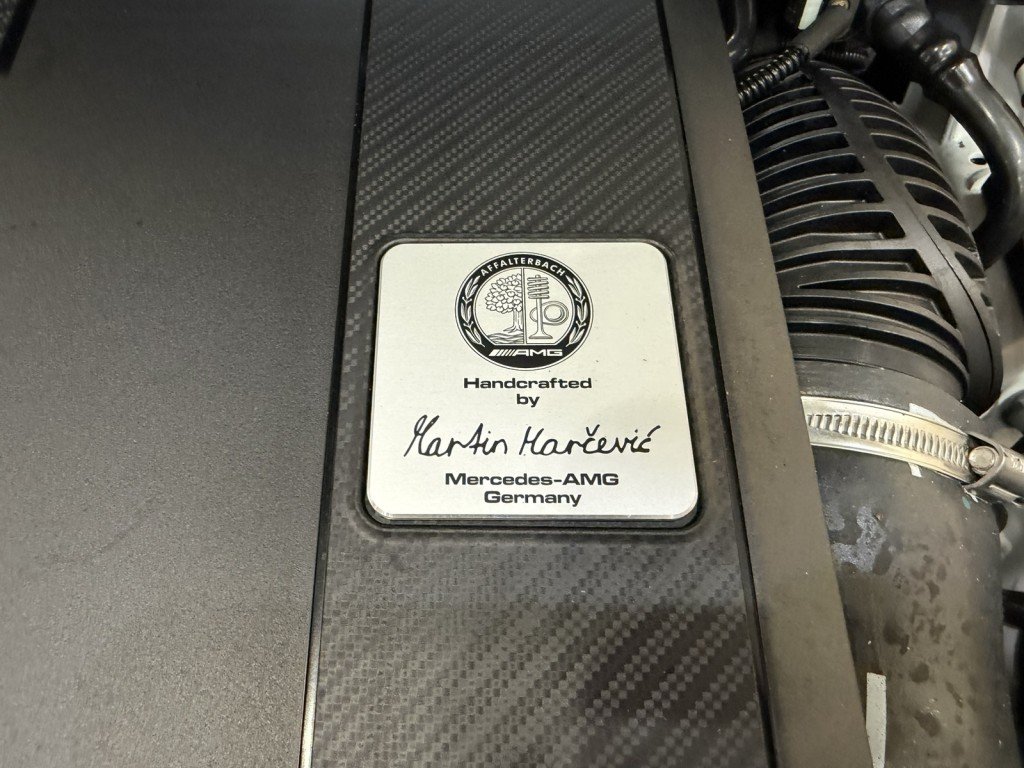 AFFALTERBACH
AMG
Handcrafted
by
Martin Marčević
Mercedes-AMG
Germany